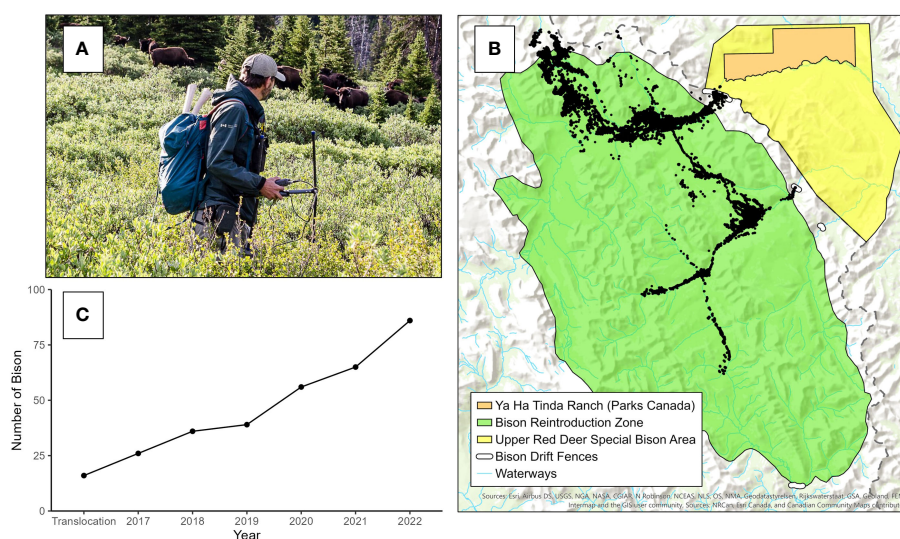 A
B
Ya Ha Tinda Ranch (Parks Canada)
Bison Reintroduction Zone
Upper Red Deer Special Bison Area
Bison Drift Fences
Waterways
Sources: Esri, Airbus DS, USGS, NGA, NASA, CGIAR, N Robinson, NCEAS, NLS, OS, NMA, Geodatastyrelsen, Rijkswaterstaat, GSA, Geoland,
Intermap and the GIS user community, Sources: NRCan, Esri Canada, and Canadian Community Maps
C
100
75
50
25
0
Number of Bison
Translocation 2017 2018 2019 2020 2021 2022
Year